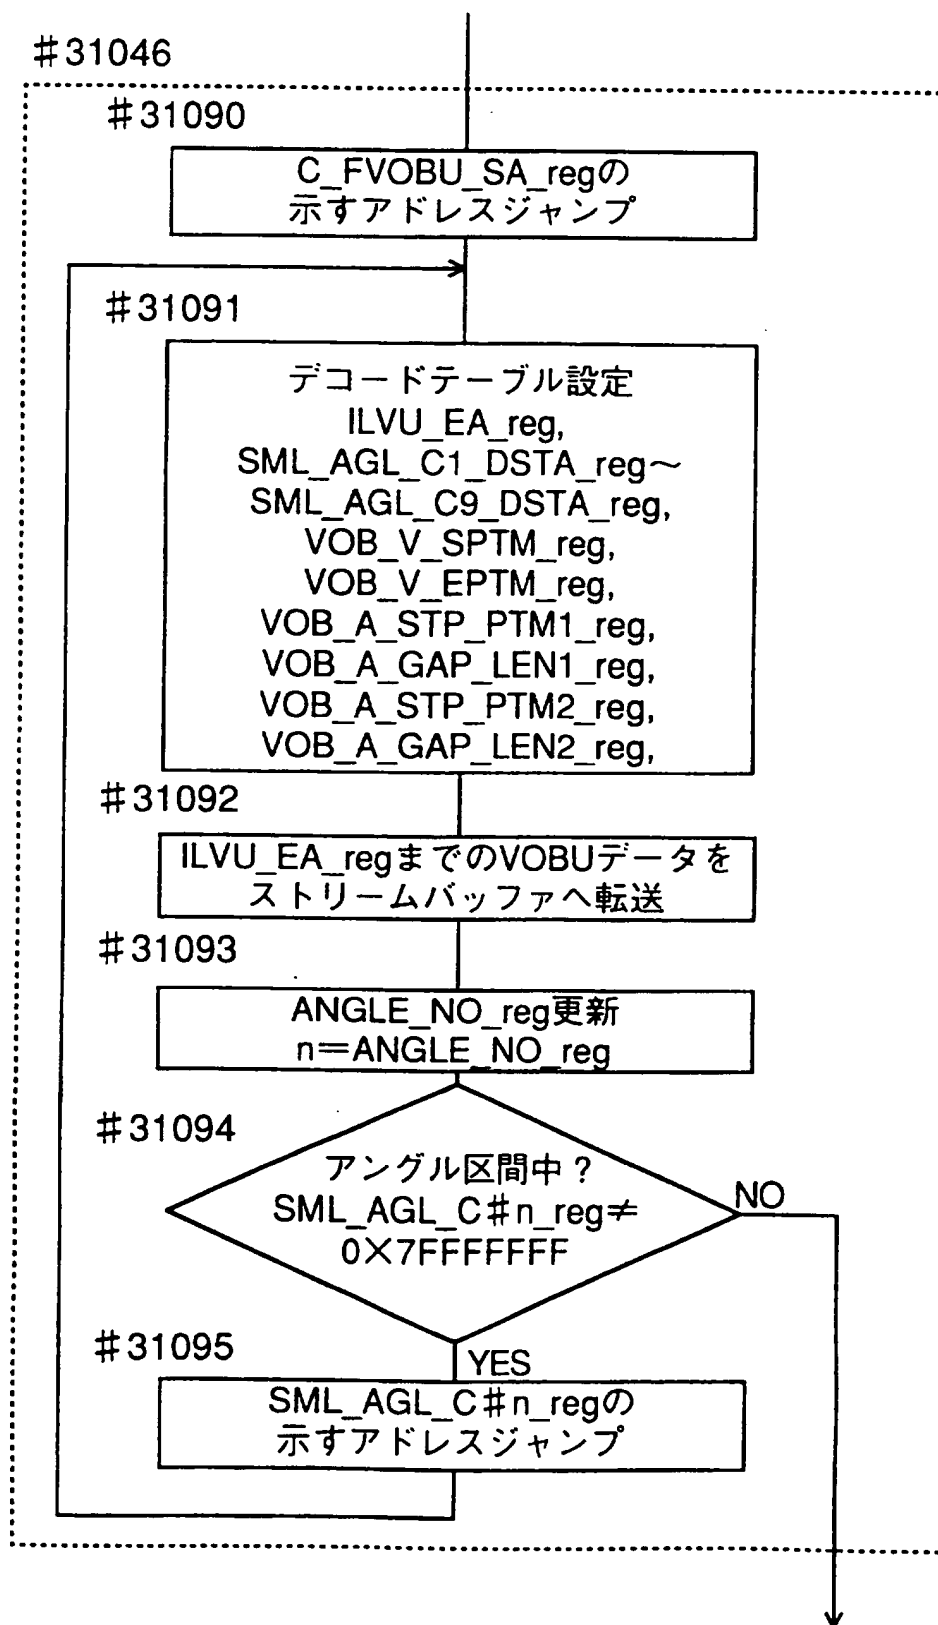 #31046
#31090
C_FVOBU_SA_regの
示すアドレスジャンプ
#31091
デコードテーブル設定
ILVU_EA_reg,
SML_AGL_C1_DSTA_reg～
SML_AGL_C9_DSTA_reg,
VOB_V_SPTM_reg,
VOB_V_EPTM_reg,
VOB_A_STP_PTM1_reg,
VOB_A_GAP_LEN1_reg,
VOB_A_STP_PTM2_reg,
VOB_A_GAP_LEN2_reg,
#31092
ILVU_EA_regまでのVOBUデータを
ストリームバッファへ転送
#31093
ANGLE_NO_reg更新
n=ANGLE_NO_reg
#31094
アングル区間中?
SML_AGL_C#n_reg≠
0×7FFFFFFF
NO
#31095
YES
SML_AGL_C#n_regの
示すアドレスジャンプ